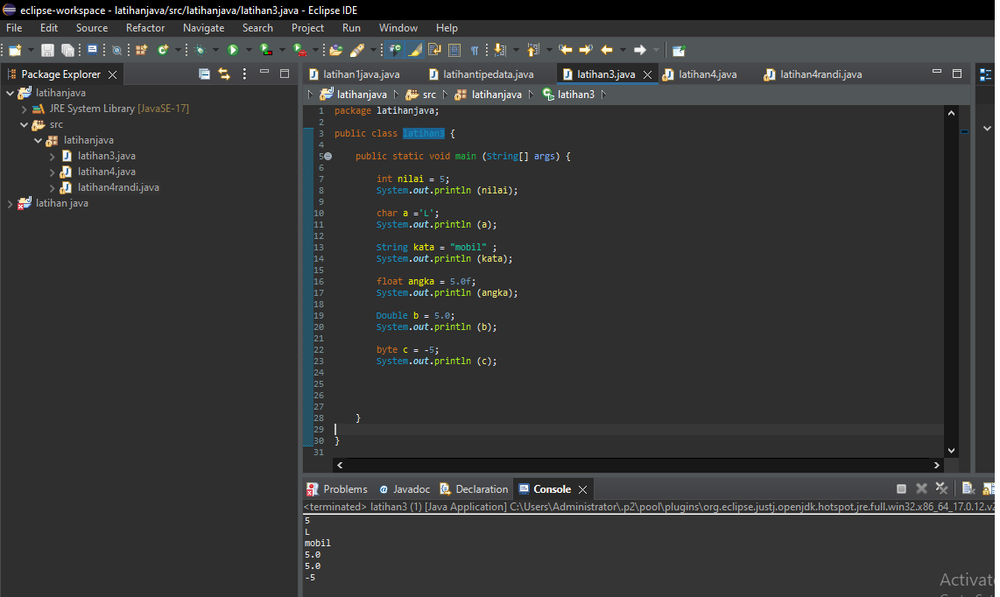 eclipse-workspace - latihanjava/src/latihanjava/latihan3.java - Eclipse IDE
File Edit Source Refactor Navigate Search Project Run Window Help
Package Explorer
latihanjava
JRE System Library [JavaSE-17]
src
latihanjava
latihan3.java
latihan4.java
latihan4randi.java
latihan java
latihan1java.java latihantipedata.java latihan3.java latihan4.java latihan4randi.java
latihanjava src latihanjava latihan3
1 package latihanjava;
2
3 public class latihan3 {
4
5 public static void main (String[] args) {
6
7 int nilai = 5;
8 System.out.println (nilai);
9
10 char a ='L';
11 System.out.println (a);
12
13 String kata = "mobil" ;
14 System.out.println (kata);
15
16 float angka = 5.0f;
17 System.out.println (angka);
18
19 Double b = 5.0;
20 System.out.println (b);
21
22 byte c = -5;
23 System.out.println (c);
24
25
26
27
28 }
29
30 }
31
Problems @ Javadoc Declaration Console
<terminated> latihan3 (1) [Java Application] C:\Users\Administrator\.p2\pool\plugins\org.eclipse.justj.openjdk.hotspot.jre.full.win32.x86_64_17.0.12.v2
5
L
mobil
5.0
5.0
-5
Activat